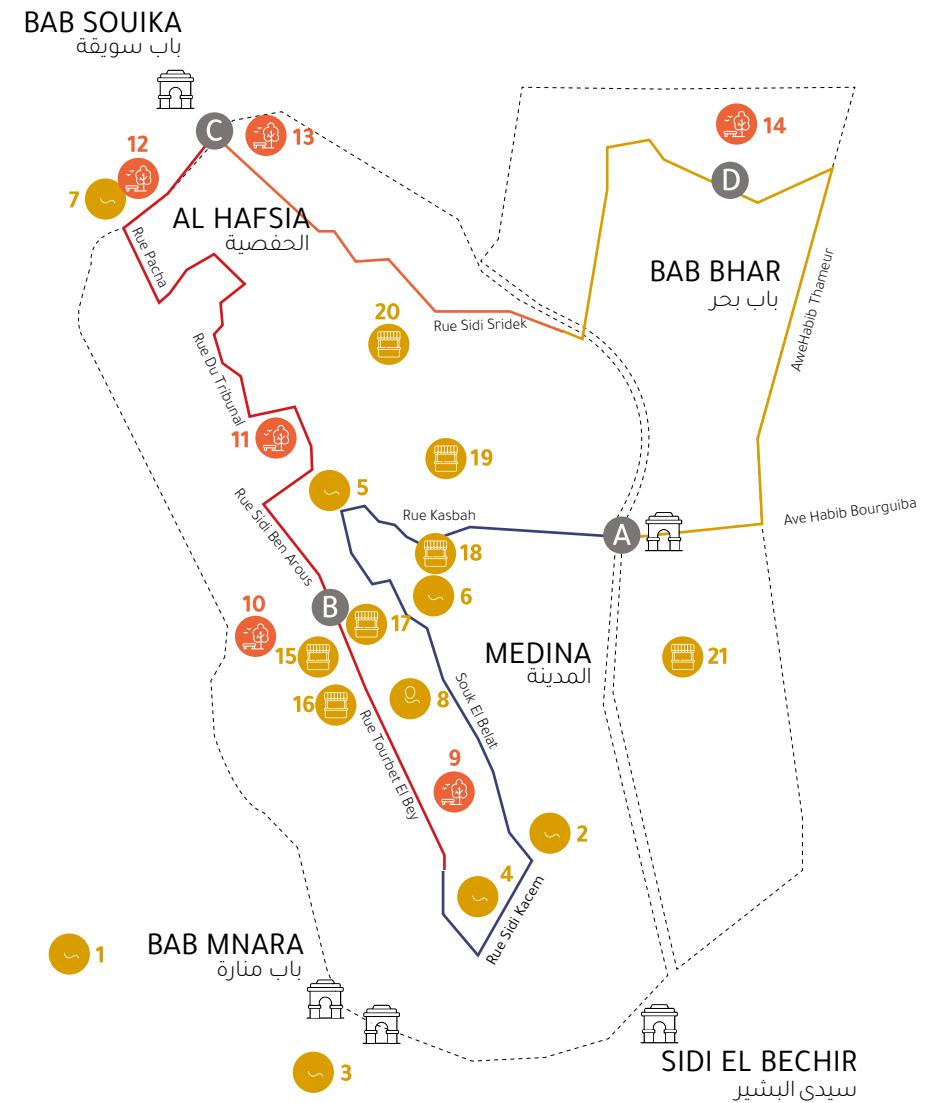 BAB SOUIKA
باب سويقة
C
13
14
12
7
D
AL HAFSIA
الحفصية
Rue Pacha
BAB BHAR
باب بحر
AweHabib Thameur
20
Rue Sidi Sridek
Rue Du Tribunal
11
19
5
Rue Sidi Ben Arous
Rue Kasbah
Ave Habib Bourguiba
A
18
6
10
B
17
15
MEDINA
المدينة
21
16
8
Souk El Belat
Rue Tourbet El Bey
9
2
4
Rue Sidi Kacem
1
BAB MNARA
باب منارة
3
SIDI EL BECHIR
سيدي البشير